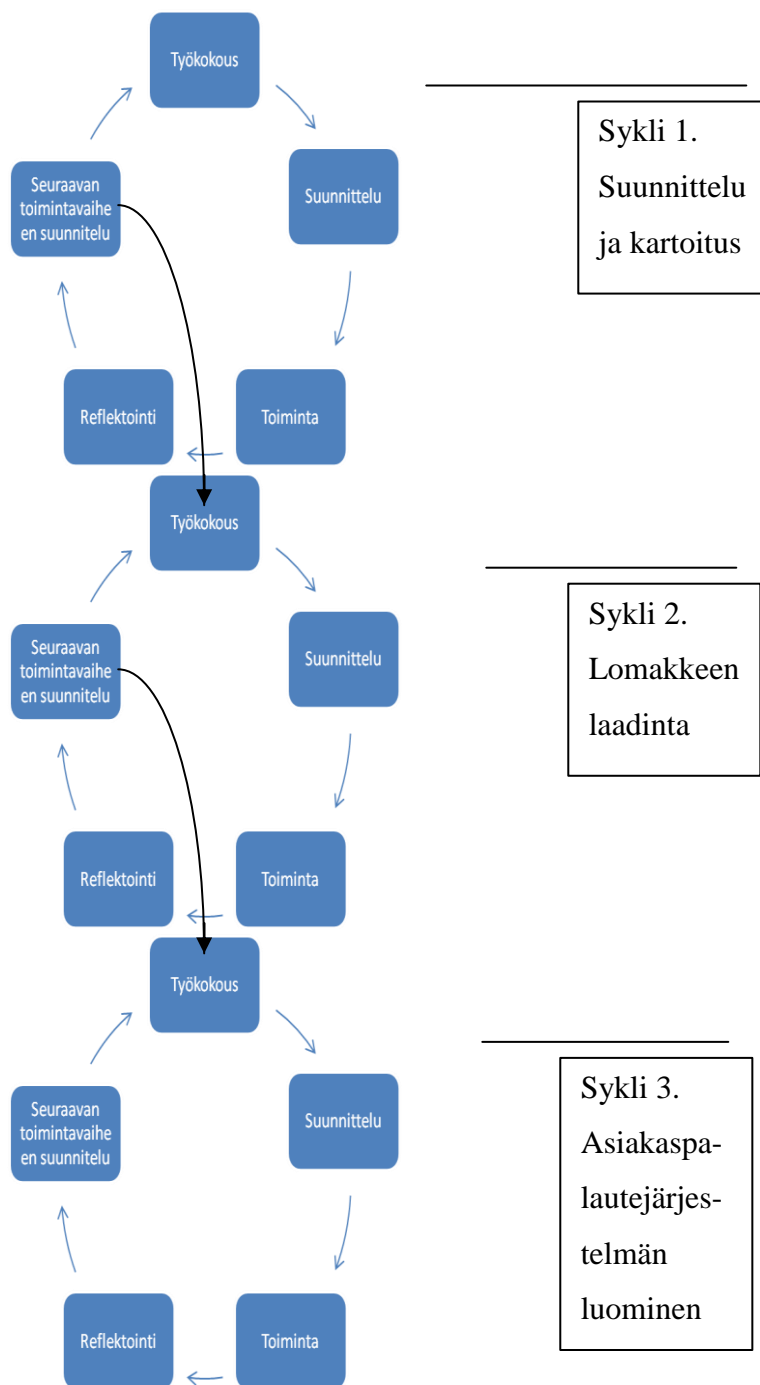 Työkokous
Sykli 1.
Suunnittelu
ja kartoitus
Seuraavan
toimintavaihe
en suunnitelu
Suunnittelu
Reflektointi
Toiminta
Työkokous
Sykli 2.
Lomakkeen
laadinta
Seuraavan
toimintavaihe
en suunnitelu
Suunnittelu
Reflektointi
Toiminta
Työkokous
Sykli 3.
Asiakaspa-
lautejärjes-
telmän
luominen
Seuraavan
toimintavaihe
en suunnitelu
Suunnittelu
Reflektointi
Toiminta